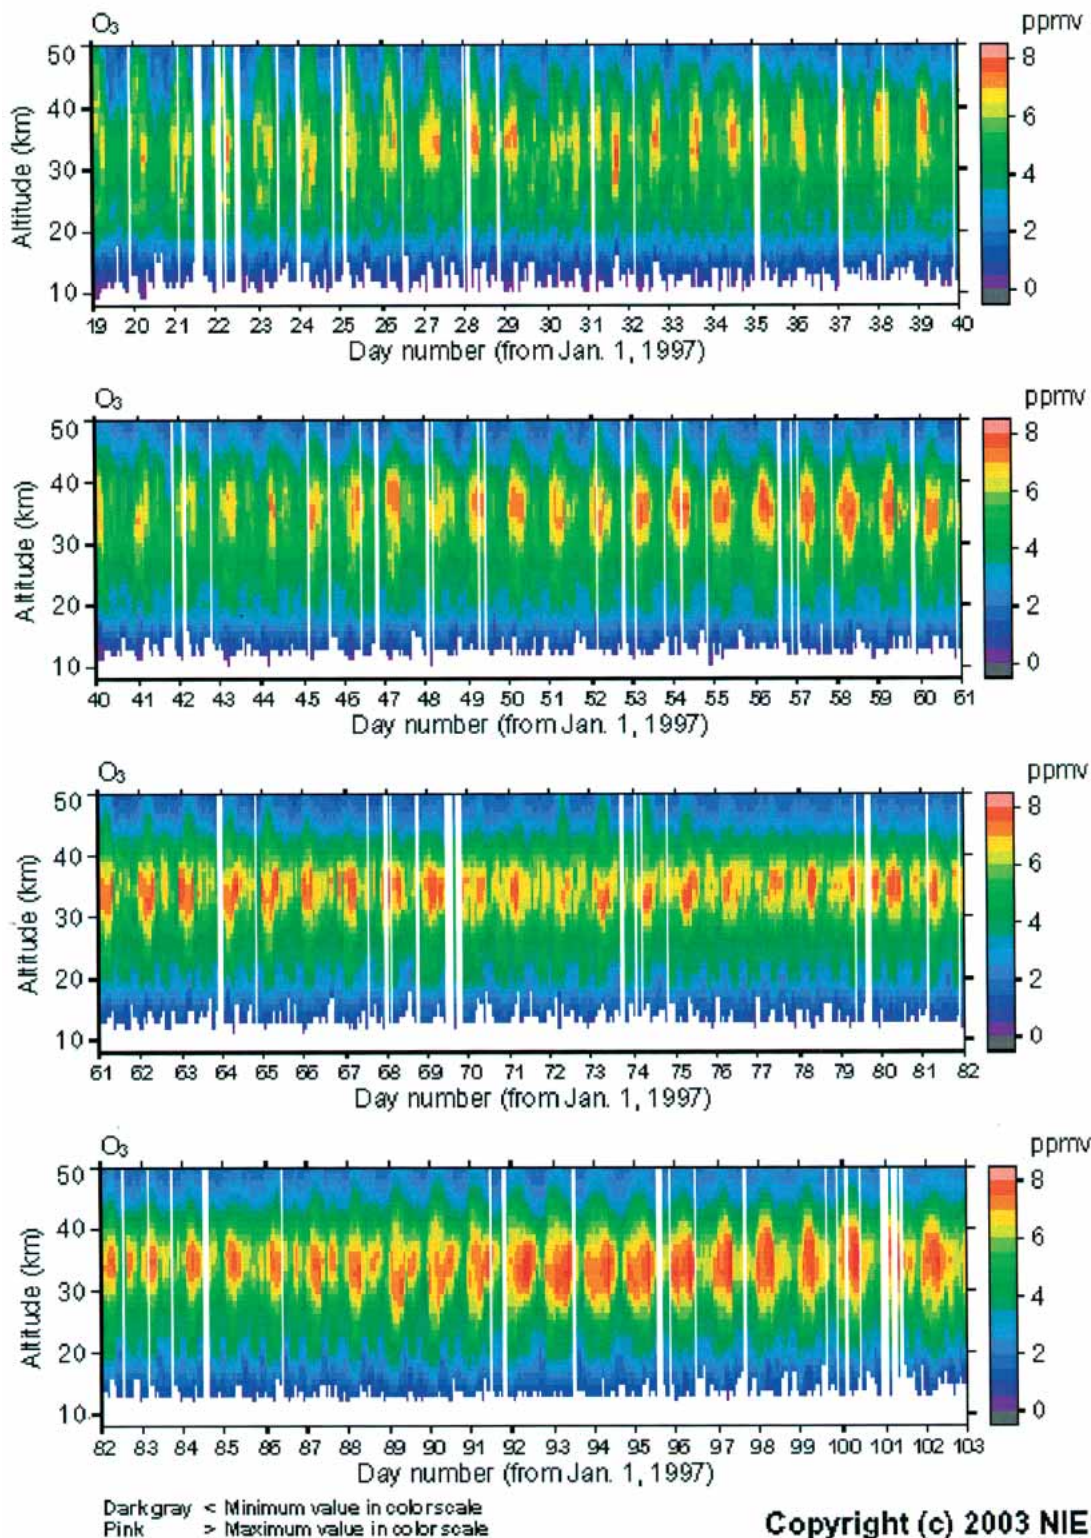 O3 ppmv
50
40
30
20
10
Altitude (km)
8
6
4
2
0
19 20 21 22 23 24 25 26 27 28 29 30 31 32 33 34 35 36 37 38 39 40
Day number (from Jan. 1, 1997)
O3 ppmv
50
40
30
20
10
Altitude (km)
8
6
4
2
0
40 41 42 43 44 45 46 47 48 49 50 51 52 53 54 55 56 57 58 59 60 61
Day number (from Jan. 1, 1997)
O3 ppmv
50
40
30
20
10
Altitude (km)
8
6
4
2
0
61 62 63 64 65 66 67 68 69 70 71 72 73 74 75 76 77 78 79 80 81 82
Day number (from Jan. 1, 1997)
O3 ppmv
50
40
30
20
10
Altitude (km)
8
6
4
2
0
82 83 84 85 86 87 88 89 90 91 92 93 94 95 96 97 98 99 100 101 102 103
Day number (from Jan. 1, 1997)
Dark gray < Minimum value in color scale
Pink > Maximum value in color scale
Copyright (c) 2003 NIE